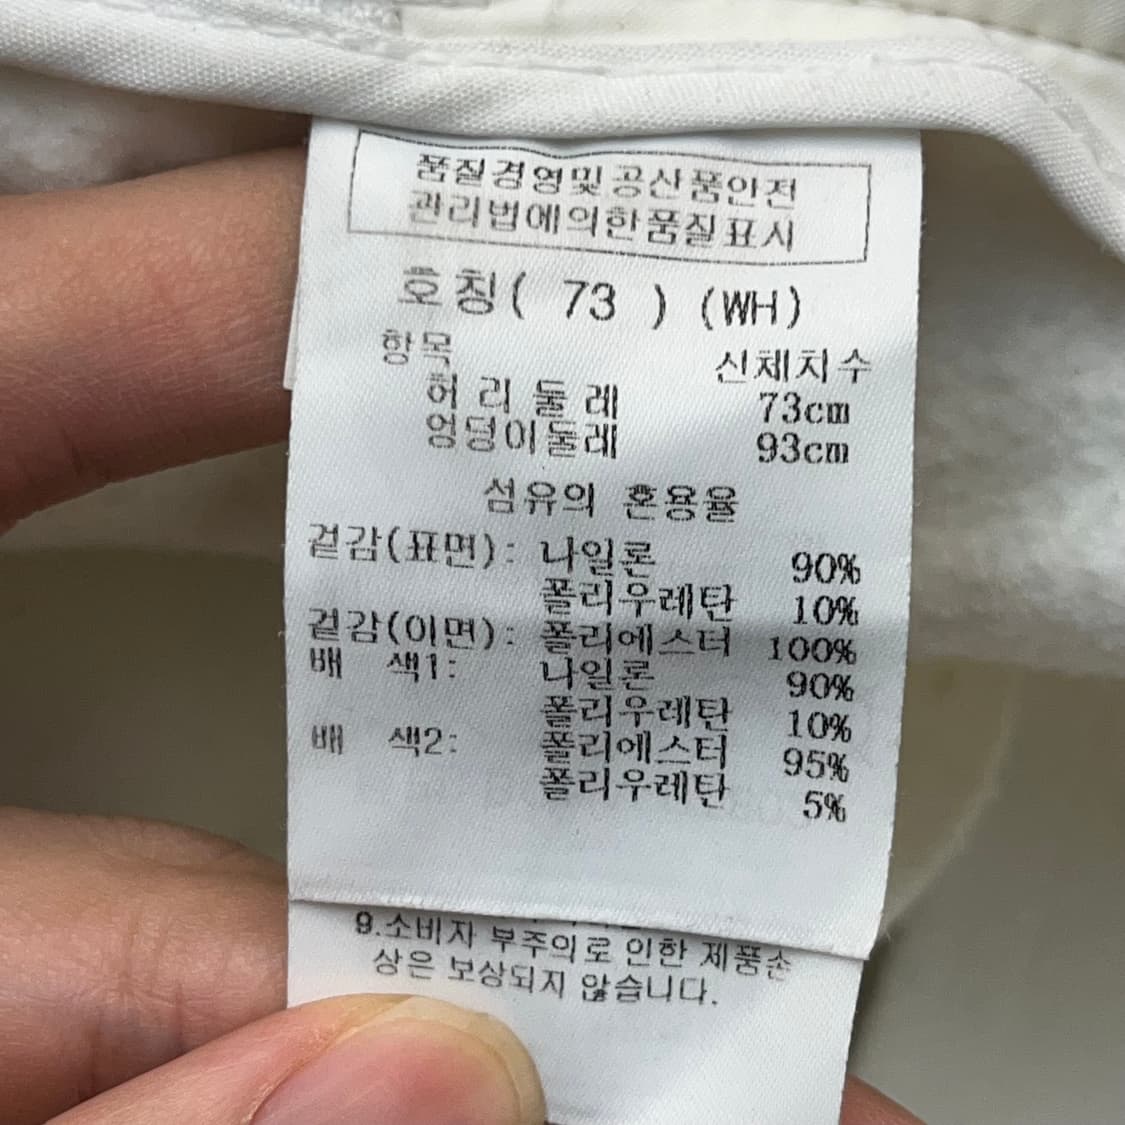 품질경영및공산품안전
관리법에의한품질표시
호칭( 73 ) (WH)
항목 신체치수
허리둘레 73cm
엉덩이둘레 93cm
섬유의 혼용율
겉감(표면): 나일론 90%
폴리우레탄 10%
겉감(이면): 폴리에스터 100%
배 색1: 나일론 90%
폴리우레탄 10%
배 색2: 폴리에스터 95%
폴리우레탄 5%
9.소비자 부주의로 인한 제품손
상은 보상되지 않습니다.